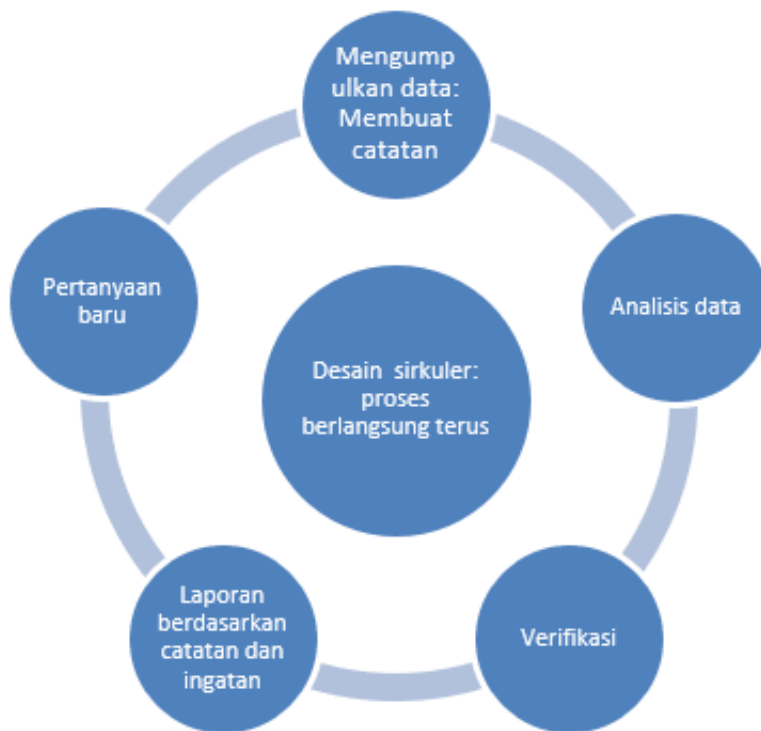 Mengump
ulkan data:
Membuat
catatan
Analisis data
Verifikasi
Laporan
berdasarkan
catatan dan
ingatan
Pertanyaan
baru
Desain sirkuler:
proses
berlangsung terus